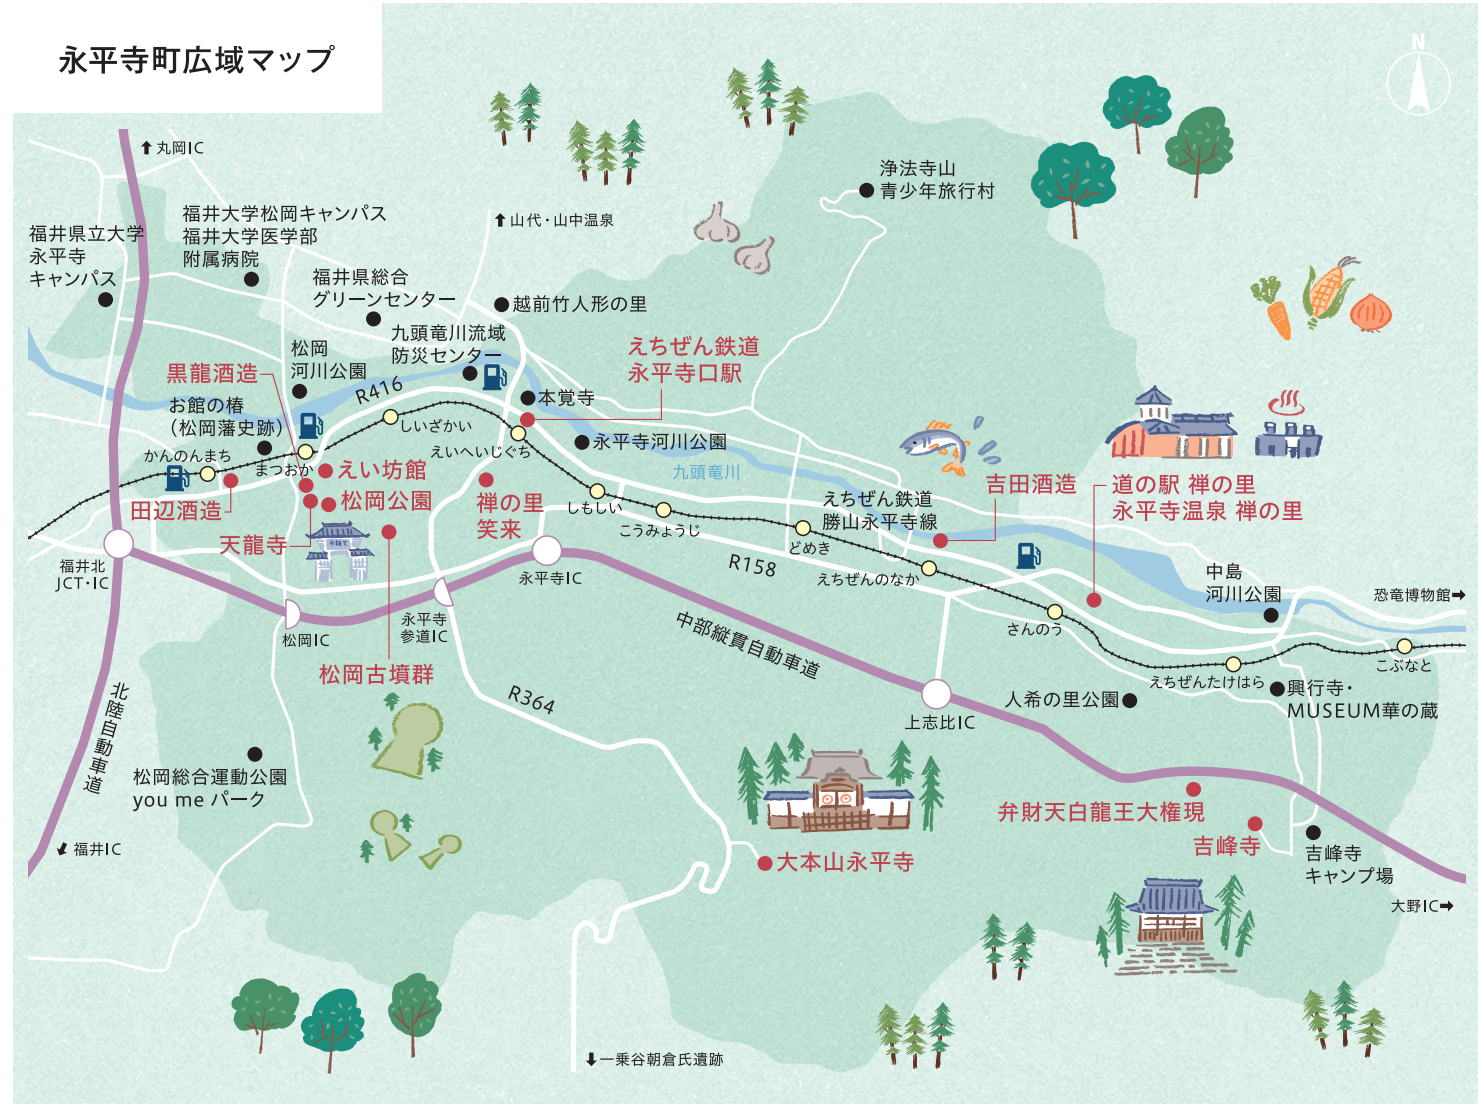 永平寺町広域マップ
N
丸岡IC
山代・山中温泉
浄法寺山
青少年旅行村
福井県立大学
永平寺
キャンパス
福井大学松岡キャンパス
福井大学医学部
附属病院
福井県総合
グリーンセンター
越前竹人形の里
九頭竜川流域
防災センター
松岡
河川公園
えちぜん鉄道
永平寺口駅
黒龍酒造
R416
お館の椿
（松岡藩史跡）
本覚寺
しいざかい
えいへいじぐち
永平寺河川公園
九頭竜川
かんのんまち
まつおか
えい坊館
田辺酒造
松岡公園
天龍寺
禅の里
笑来
しもしい
こうみょうじ
えちぜん鉄道
勝山永平寺線
どめき
吉田酒造
道の駅 禅の里
永平寺温泉 禅の里
福井北
JCT・IC
松岡IC
永平寺
参道IC
永平寺IC
R158
えちぜんのなか
中島
河川公園
恐竜博物館
さんのう
こぶなと
えちぜんたけはら
中部縦貫自動車道
松岡古墳群
北陸自動車道
R364
上志比IC
人希の里公園
興行寺・
MUSEUM華の蔵
松岡総合運動公園
you me パーク
福井IC
大本山永平寺
弁財天白龍王大権現
吉峰寺
吉峰寺
キャンプ場
大野IC
一乗谷朝倉氏遺跡